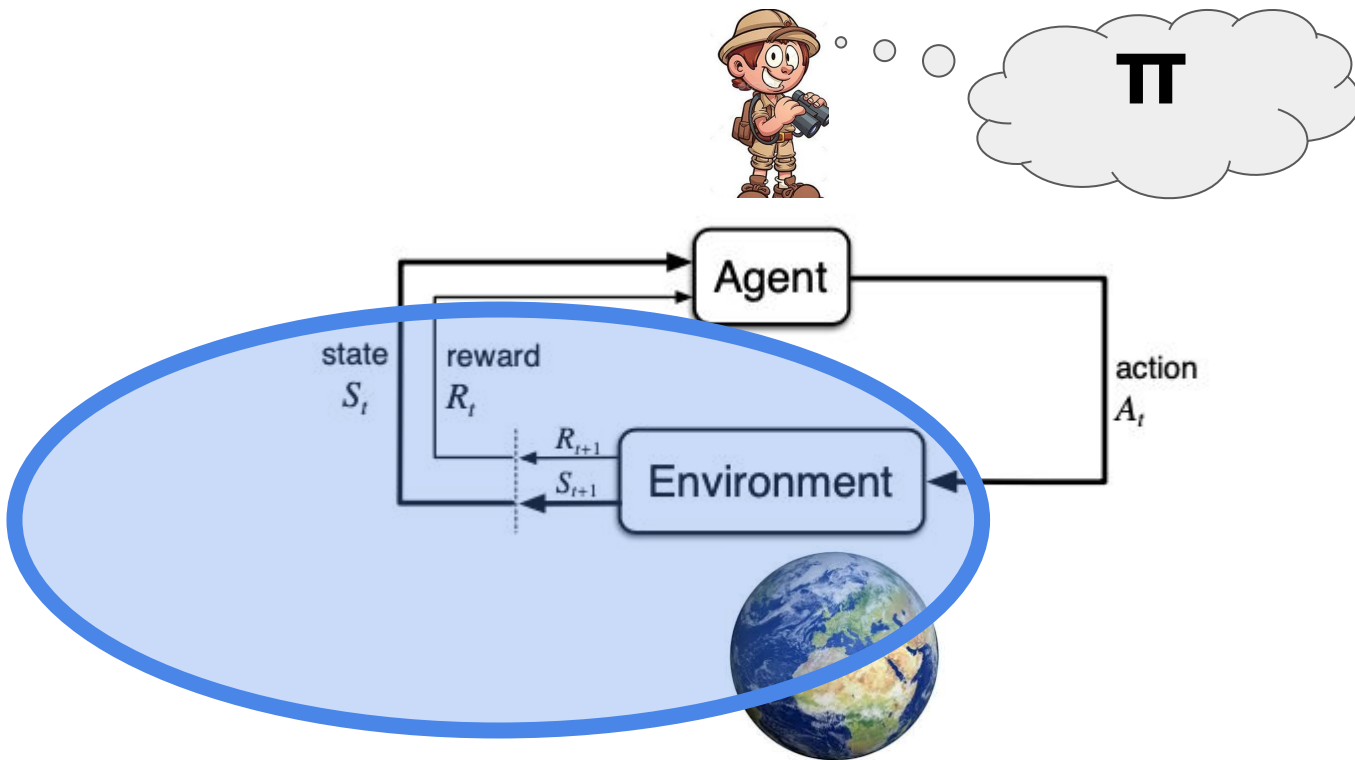 π
Agent
state
S_t
reward
R_t
action
A_t
R_{t+1}
S_{t+1}
Environment